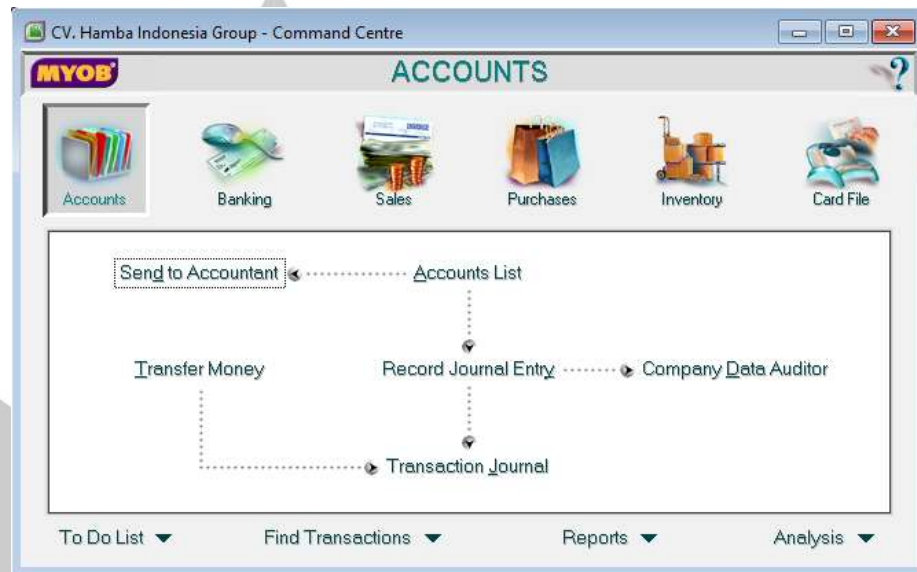 CV. Hamba Indonesia Group - Command Centre
MYOB ACCOUNTS
Accounts Banking Sales Purchases Inventory Card File
Send to Accountant Accounts List
Transfer Money Record Journal Entry Company Data Auditor
Transaction Journal
To Do List Find Transactions Reports Analysis